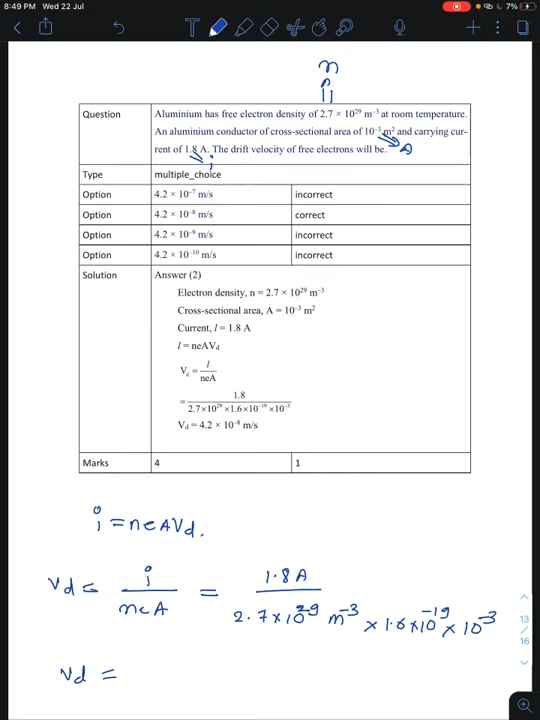 8:49 PM Wed 22 Jul
7%
n
Question
Aluminium has free electron density of 2.7 × 10²⁹ m⁻³ at room temperature.
An aluminium conductor of cross-sectional area of 10⁻³ m² and carrying cur-
rent of 1.8 A. The drift velocity of free electrons will be.
A
i
Type multiple_choice
Option 4.2 × 10⁻⁷ m/s incorrect
Option 4.2 × 10⁻⁸ m/s correct
Option 4.2 × 10⁻⁹ m/s incorrect
Option 4.2 × 10⁻¹⁰ m/s incorrect
Solution Answer (2)
Electron density, n = 2.7 × 10²⁹ m⁻³
Cross-sectional area, A = 10⁻³ m²
Current, I = 1.8 A
I = neAVd
Vd = I / neA
= 1.8 / 2.7×10²⁹×1.6×10⁻¹⁹×10⁻³
Vd = 4.2 × 10⁻⁸ m/s
Marks 4 1
i = neAVd.
Vd = i / neA = 1.8 A / 2.7×10²⁹ m⁻³ × 1.6×10⁻¹⁹ × 10⁻³
Vd =
13
/
16